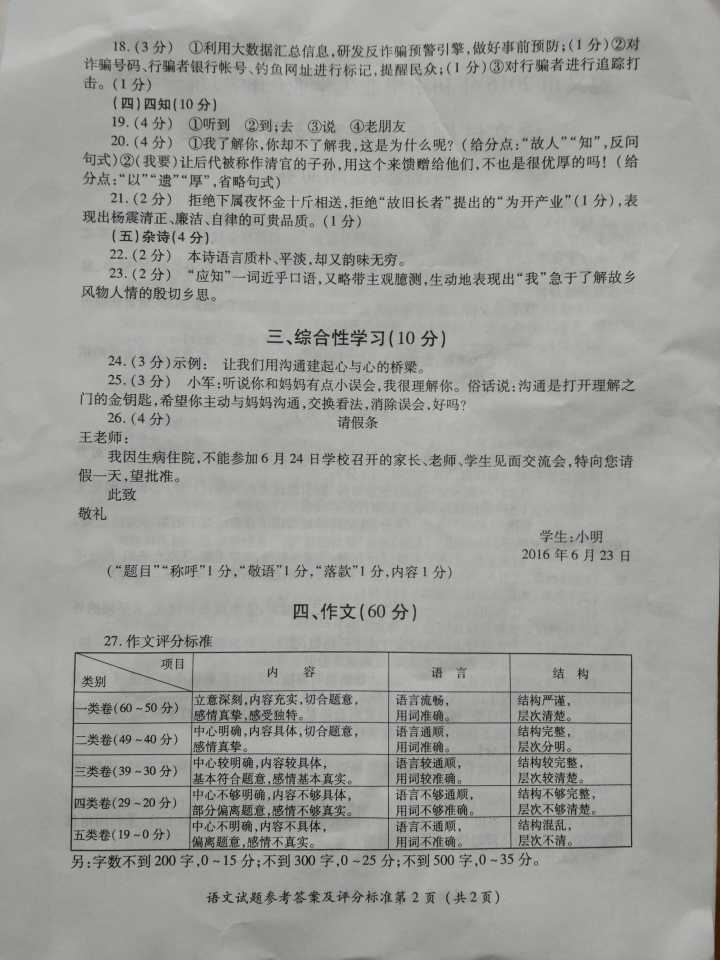 18.(3分) ①利用大数据汇总信息,研发反诈骗预警引擎,做好事前预防;(1分)②对
诈骗号码、行骗者银行帐号、钓鱼网址进行标记,提醒民众;(1分)③对行骗者进行追踪打
击。(1分)
(四)四知(10分)
19.(4分) ①听到 ②到;去 ③说 ④老朋友
20.(4分) ①我了解你,你却不了解我,这是为什么呢?(给分点:“故人”“知”,反问
句式)②(我要)让后代被称作清官的子孙,用这个来馈赠给他们,不也是很优厚的吗!(给
分点:“以”“遗”“厚”,省略句式)
21.(2分) 拒绝下属夜怀金十斤相送,拒绝“故旧长者”提出的“为开产业”(1分),表
现出杨震清正、廉洁、自律的可贵品质。(1分)
(五)杂诗(4分)
22.(2分) 本诗语言质朴、平淡,却又韵味无穷。
23.(2分) “应知”一词近乎口语,又略带主观臆测,生动地表现出“我”急于了解故乡
风物人情的殷切乡思。
三、综合性学习(10分)
24.(3分)示例: 让我们用沟通建起心与心的桥梁。
25.(3分) 小军:听说你和妈妈有点小误会,我很理解你。俗话说:沟通是打开理解之
门的金钥匙,希望你主动与妈妈沟通,交换看法,消除误会,好吗?
26.(4分) 请假条
王老师:
我因生病住院,不能参加6月24日学校召开的家长、老师、学生见面交流会,特向您请
假一天,望批准。
此致
敬礼
学生:小明
2016年6月23日
(“题目”“称呼”1分,“敬语”1分,“落款”1分,内容1分)
四、作文(60分)
27.作文评分标准
项目
类别
内 容
语 言
结 构
一类卷(60~50分)
立意深刻,内容充实,切合题意,
感情真挚,感受独特。
语言流畅,
用词准确。
结构严谨,
层次清楚。
二类卷(49~40分)
中心明确,内容具体,切合题意,
感情真挚。
语言通顺,
用词准确。
结构完整,
层次分明。
三类卷(39~30分)
中心较明确,内容较具体,
基本符合题意,感情基本真实。
语言较通顺,
用词较准确。
结构较完整,
层次较清楚。
四类卷(29~20分)
中心不够明确,内容不够具体,
部分偏离题意,感情不够真实。
语言不够通顺,
用词不够准确。
结构不够完整,
层次不够清楚。
五类卷(19~0分)
中心不明确,内容不具体,
偏离题意,感情不真实。
语言不通顺,
用词不准确。
结构混乱,
层次不清。
另:字数不到200字,0~15分;不到300字,0~25分;不到500字,0~35分。
语文试题参考答案及评分标准第2页(共2页)